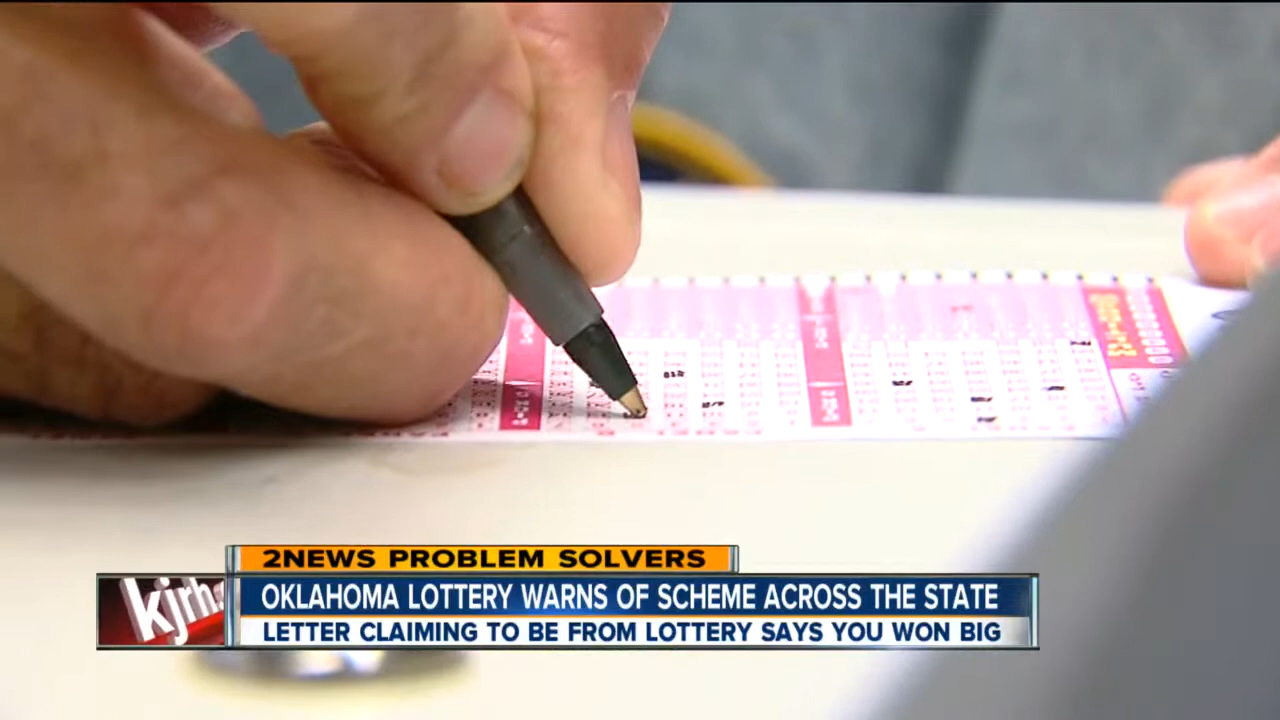 2NEWS PROBLEM SOLVERS
kjrh
OKLAHOMA LOTTERY WARNS OF SCHEME ACROSS THE STATE
LETTER CLAIMING TO BE FROM LOTTERY SAYS YOU WON BIG